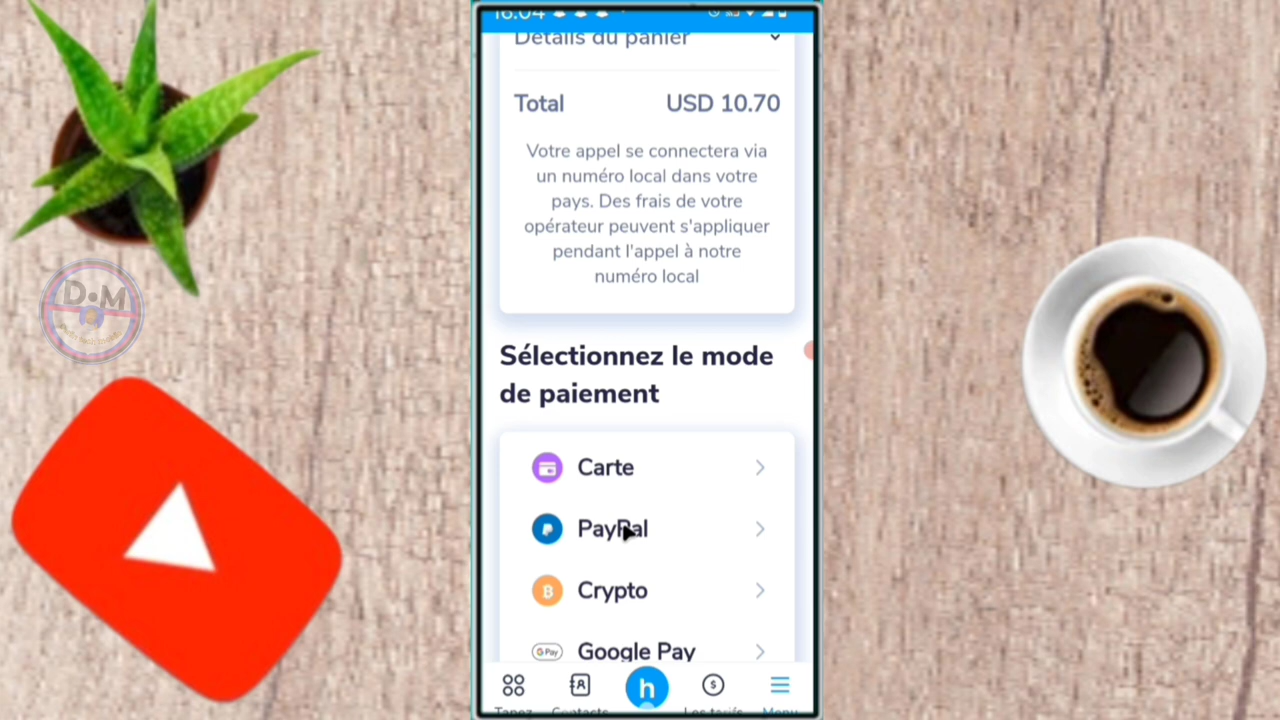 16:04
Détails du panier
Total USD 10.70
Votre appel se connectera via
un numéro local dans votre
pays. Des frais de votre
opérateur peuvent s'appliquer
pendant l'appel à notre
numéro local
Sélectionnez le mode
de paiement
Carte
PayPal
Crypto
G Pay Google Pay
h
Tapez Contacts Les tarifs Menu
D•M